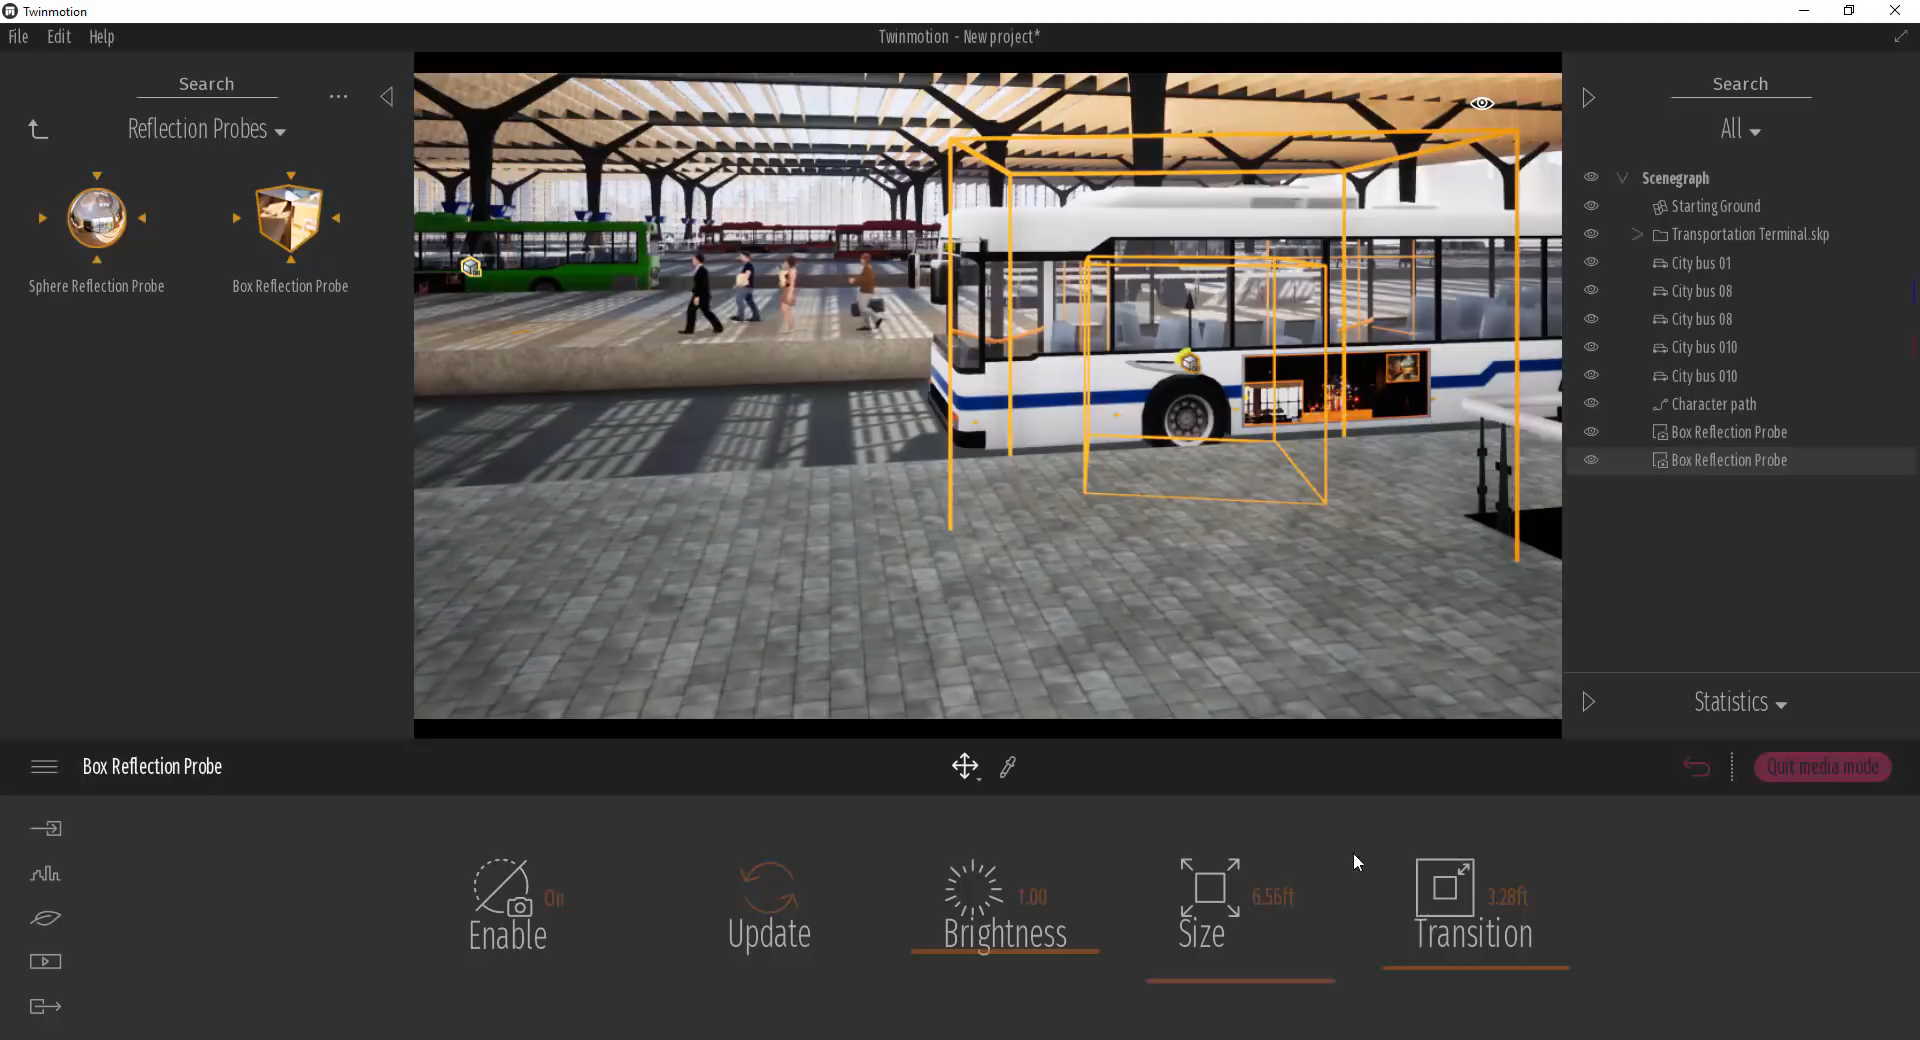 Twinmotion
File Edit Help
Twinmotion - New project*
Search
...
Reflection Probes
Sphere Reflection Probe
Box Reflection Probe
Search
All
Scenegraph
Starting Ground
Transportation Terminal.skp
City bus 01
City bus 08
City bus 08
City bus 010
City bus 010
Character path
Box Reflection Probe
Box Reflection Probe
Statistics
Box Reflection Probe
Quit media mode
On
Enable
Update
1.00
Brightness
6.56ft
Size
3.28ft
Transition